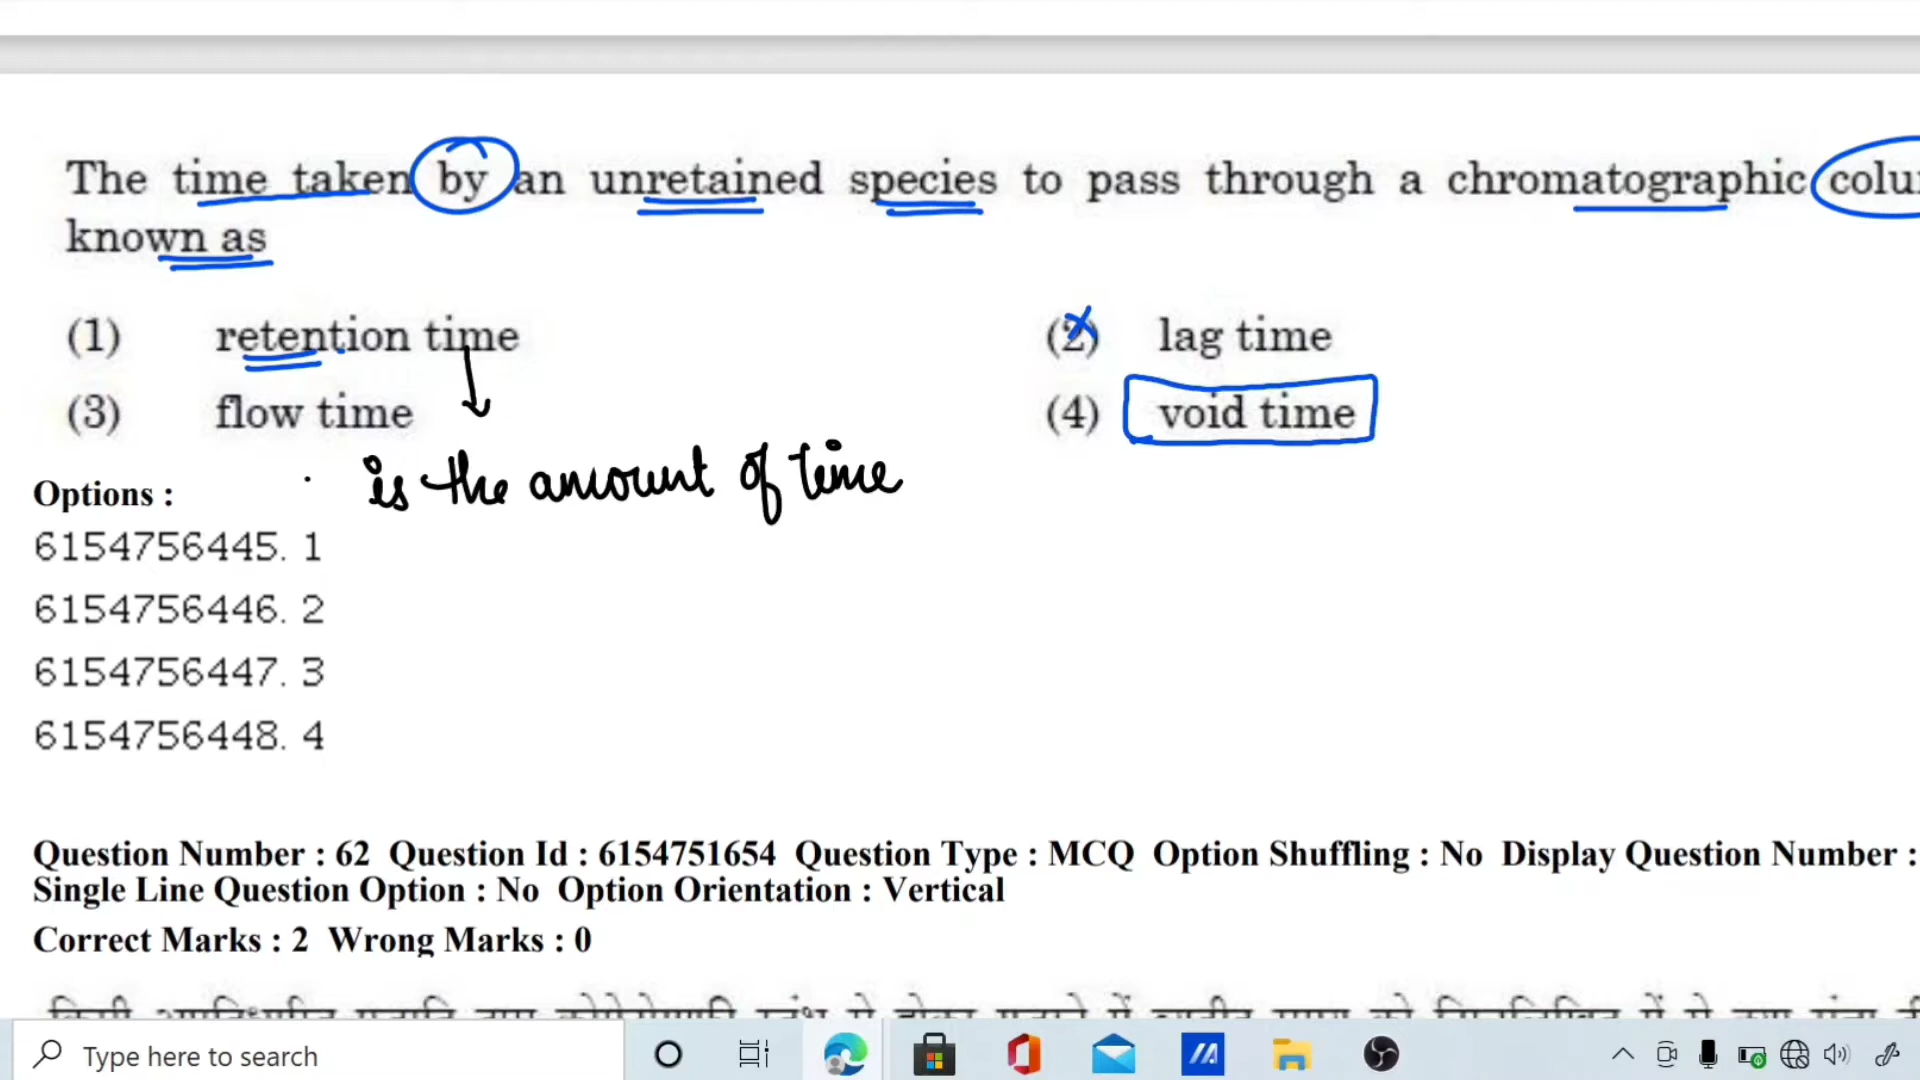 The time taken by an unretained species to pass through a chromatographic colu
known as
(1) retention time (2) lag time
(3) flow time (4) void time
is the amount of time
Options :
6154756445. 1
6154756446. 2
6154756447. 3
6154756448. 4
Question Number : 62 Question Id : 6154751654 Question Type : MCQ Option Shuffling : No Display Question Number :
Single Line Question Option : No Option Orientation : Vertical
Correct Marks : 2 Wrong Marks : 0
Type here to search